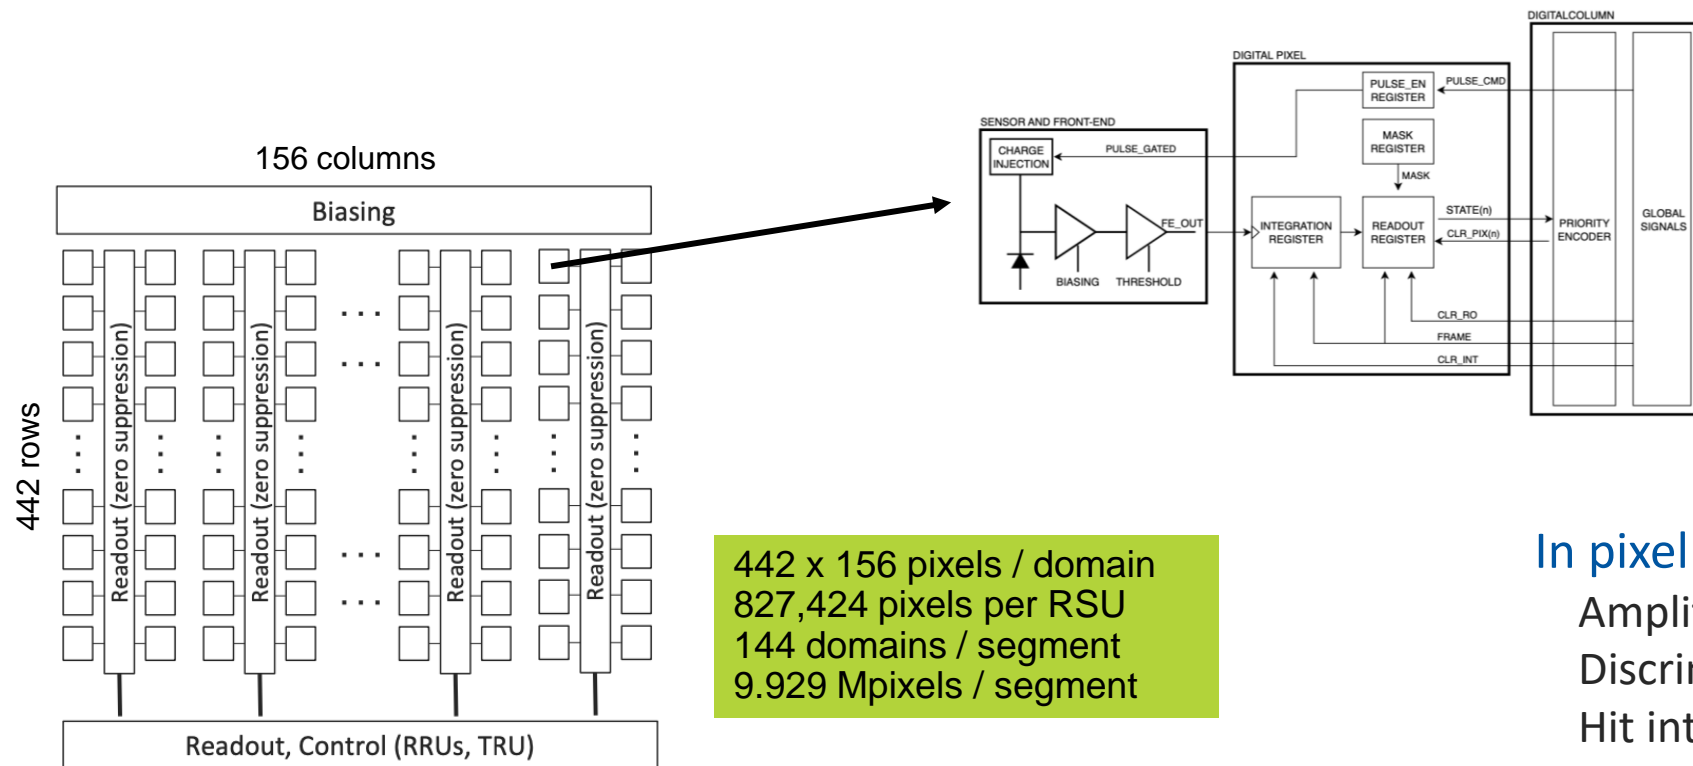 156 columns
Biasing
442 rows
Readout (zero suppression)
Readout (zero suppression)
Readout (zero suppression)
Readout (zero suppression)
Readout, Control (RRUs, TRU)
SENSOR AND FRONT-END
CHARGE
INJECTION
PULSE_GATED
FE_OUT
BIASING
THRESHOLD
DIGITAL PIXEL
PULSE_EN
REGISTER
PULSE_CMD
MASK
REGISTER
MASK
INTEGRATION
REGISTER
READOUT
REGISTER
STATE(n)
CLR_PIX(n)
CLR_RO
FRAME
CLR_INT
DIGITALCOLUMN
PRIORITY
ENCODER
GLOBAL
SIGNALS
442 x 156 pixels / domain
827,424 pixels per RSU
144 domains / segment
9.929 Mpixels / segment
In pixel
Hit